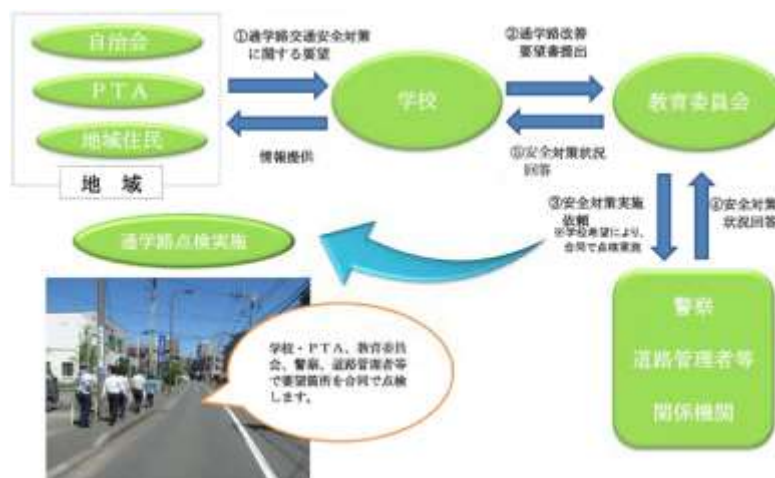 自治会
PTA
地域住民
地 域
①通学路交通安全対策
に関する要望
情報提供
学校
②通学路改善
要望書提出
⑤安全対策状況
回答
教育委員会
③安全対策実施
依頼
※学校希望により、
合同で点検実施
④安全対策
状況回答
警察
道路管理者等
関係機関
通学路点検実施
学校・PTA、教育委員
会、警察、道路管理者等
で要望箇所を合同で点検
します。